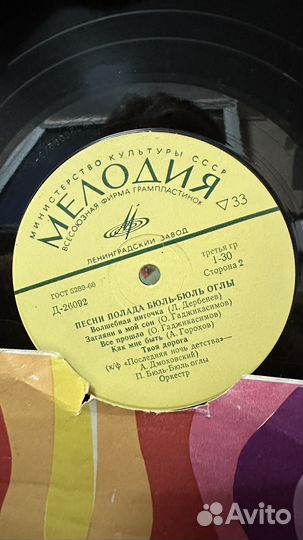 МИНИСТЕРСТВО КУЛЬТУРЫ СССР
МЕЛОДИЯ
ВСЕСОЮЗНАЯ ФИРМА ГРАМПЛАСТИНОК
33
ЛЕНИНГРАДСКИЙ ЗАВОД
ГОСТ 5289-68
третья гр
Д-26092
1-30
Сторона 2
ПЕСНИ ПОЛАДА БЮЛЬ-БЮЛЬ ОГЛЫ
Волшебная ниточка (Л. Дербенев)
Загляни в мой сон (О. Гаджикасимов)
Все прошло (О. Гаджикасимов)
Как мне быть (А. Горохов)
Твоя дорога
(к/ф «Последняя ночь детства»—
А. Дмоховский)
П. Бюль-Бюль оглы
Оркестр
Avito